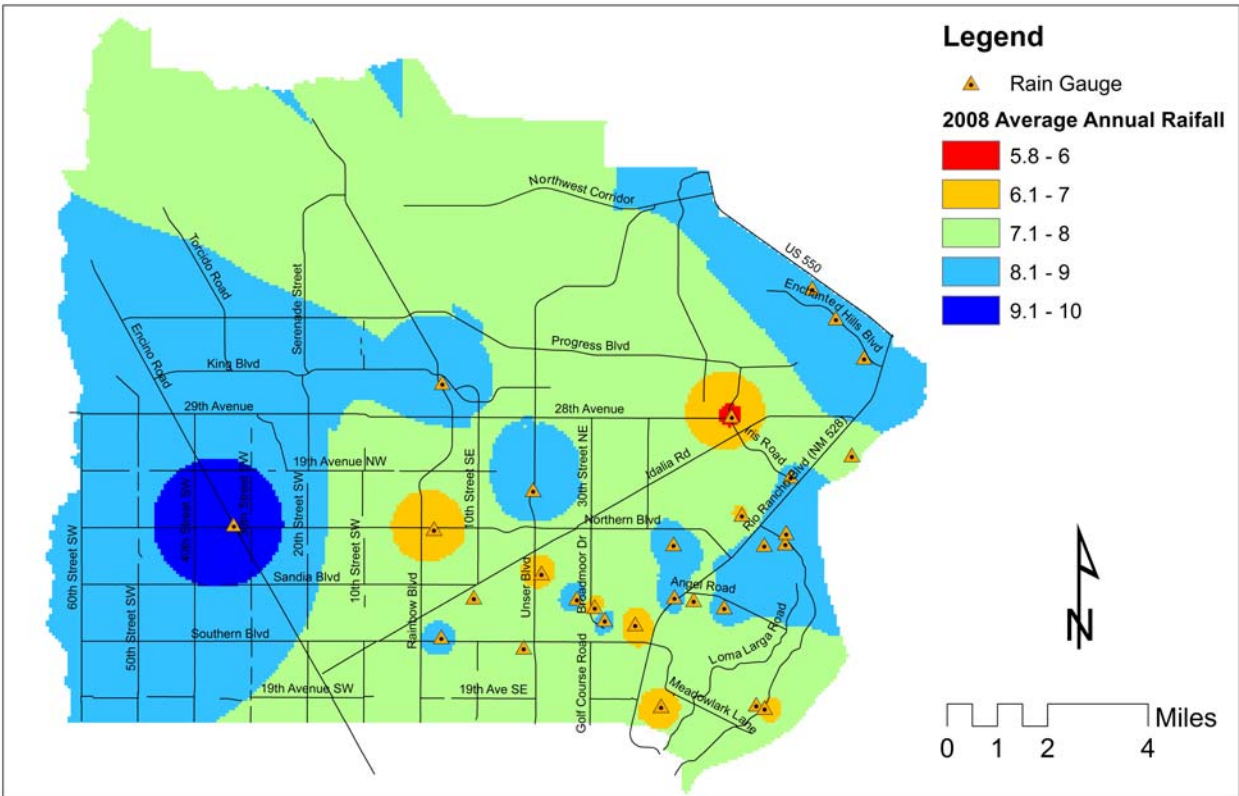 Legend
Rain Gauge
2008 Average Annual Raifall
5.8 - 6
6.1 - 7
7.1 - 8
8.1 - 9
9.1 - 10
Northwest Corridor
US 550
Enchanted Hills Blvd
Torcido Road
Serenade Street
Encino Road
Progress Blvd
King Blvd
29th Avenue
28th Avenue
Iris Road
Rio Rancho Blvd (NM 528)
30th Street NE
Idalia Rd
19th Avenue NW
10th Street SE
40th Street SW
20th Street SW
Northern Blvd
60th Street SW
10th Street SW
Sandia Blvd
Rainbow Blvd
Unser Blvd
Broadmoor Dr
Angel Road
50th Street SW
Southern Blvd
Loma Larga Road
Golf Course Road
19th Avenue SW
19th Ave SE
Meadowlark Lane
N
Miles
0 1 2 4